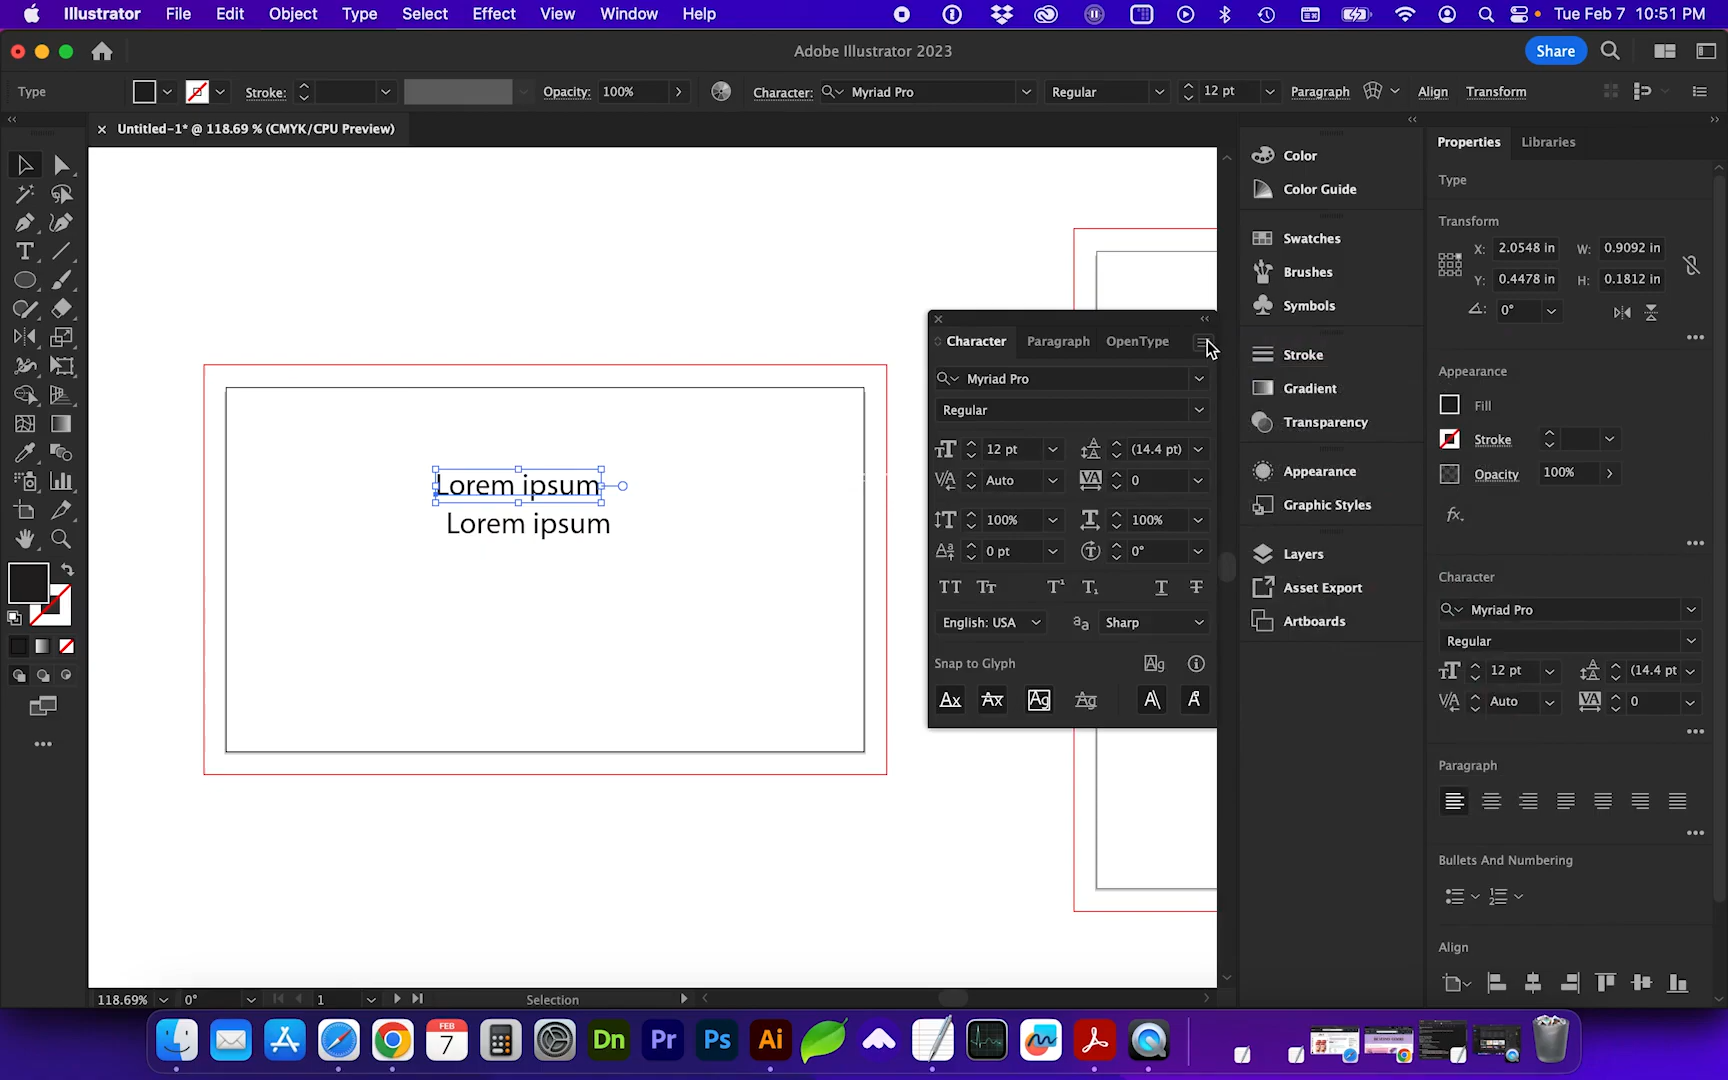 Illustrator File Edit Object Type Select Effect View Window Help Tue Feb 7 10:51 PM
Adobe Illustrator 2023 Share
Type Stroke: Opacity: 100% Character: Myriad Pro Regular 12 pt Paragraph Align Transform
Untitled-1* @ 118.69 % (CMYK/CPU Preview)
Lorem ipsum
Lorem ipsum
Character Paragraph OpenType
Myriad Pro
Regular
12 pt (14.4 pt)
Auto 0
100% 100%
0 pt 0°
English: USA Sharp
Snap to Glyph
Color
Color Guide
Swatches
Brushes
Symbols
Stroke
Gradient
Transparency
Appearance
Graphic Styles
Layers
Asset Export
Artboards
Properties Libraries
Type
Transform
X: 2.0548 in W: 0.9092 in
Y: 0.4478 in H: 0.1812 in
0°
Appearance
Fill
Stroke
Opacity 100%
fx.
Character
Myriad Pro
Regular
12 pt (14.4 pt
Auto 0
Paragraph
Bullets And Numbering
Align
118.69% 0° 1 Selection
FEB
7
Dn Pr Ps Ai